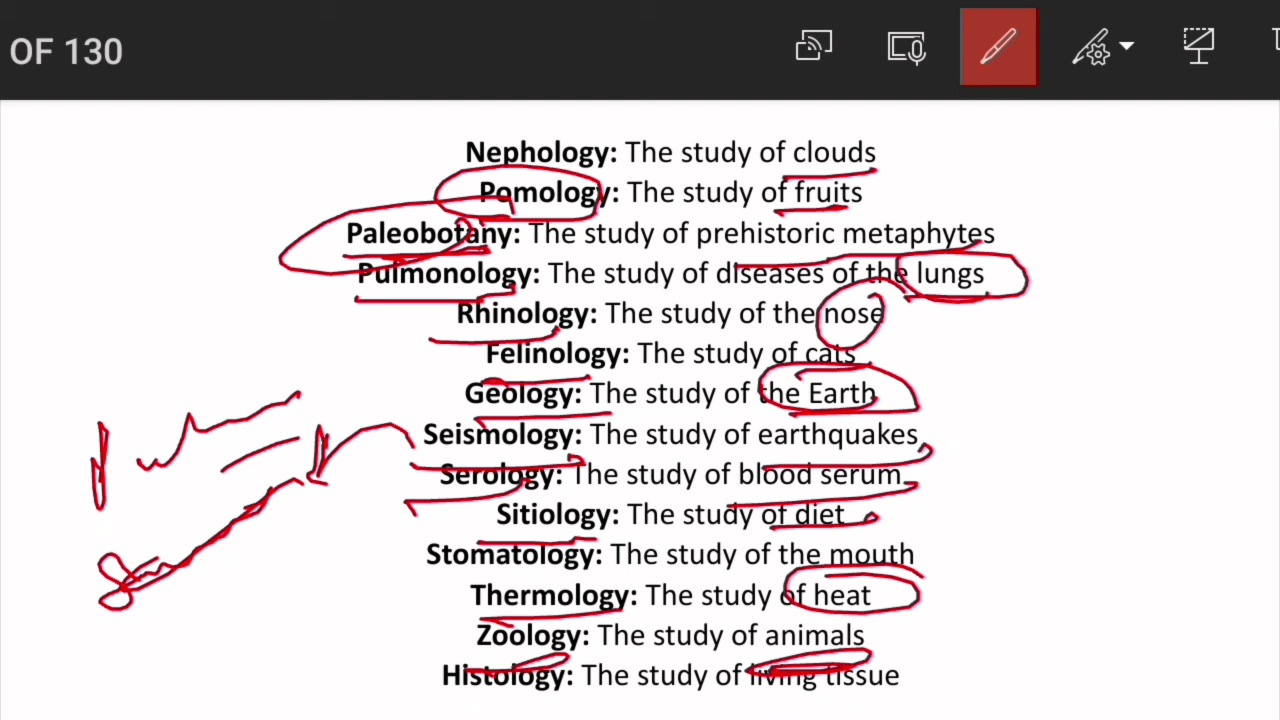 OF 130
Nephology: The study of clouds
Pomology: The study of fruits
Paleobotany: The study of prehistoric metaphytes
Pulmonology: The study of diseases of the lungs
Rhinology: The study of the nose
Felinology: The study of cats
Geology: The study of the Earth
Seismology: The study of earthquakes
Serology: The study of blood serum
Sitiology: The study of diet
Stomatology: The study of the mouth
Thermology: The study of heat
Zoology: The study of animals
Histology: The study of living tissue